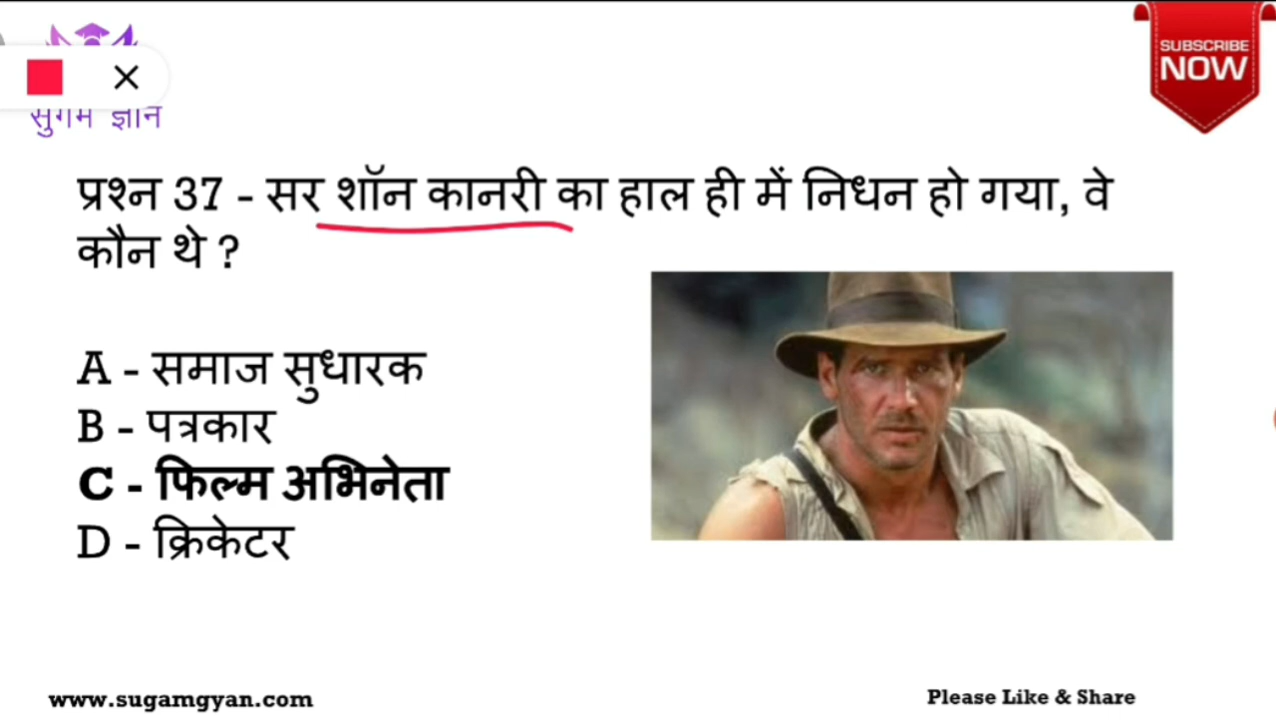 SUBSCRIBE
NOW
सुगम ज्ञान
प्रश्न 37 - सर शॉन कानरी का हाल ही में निधन हो गया, वे
कौन थे ?
A - समाज सुधारक
B - पत्रकार
C - फिल्म अभिनेता
D - क्रिकेटर
www.sugamgyan.com
Please Like & Share